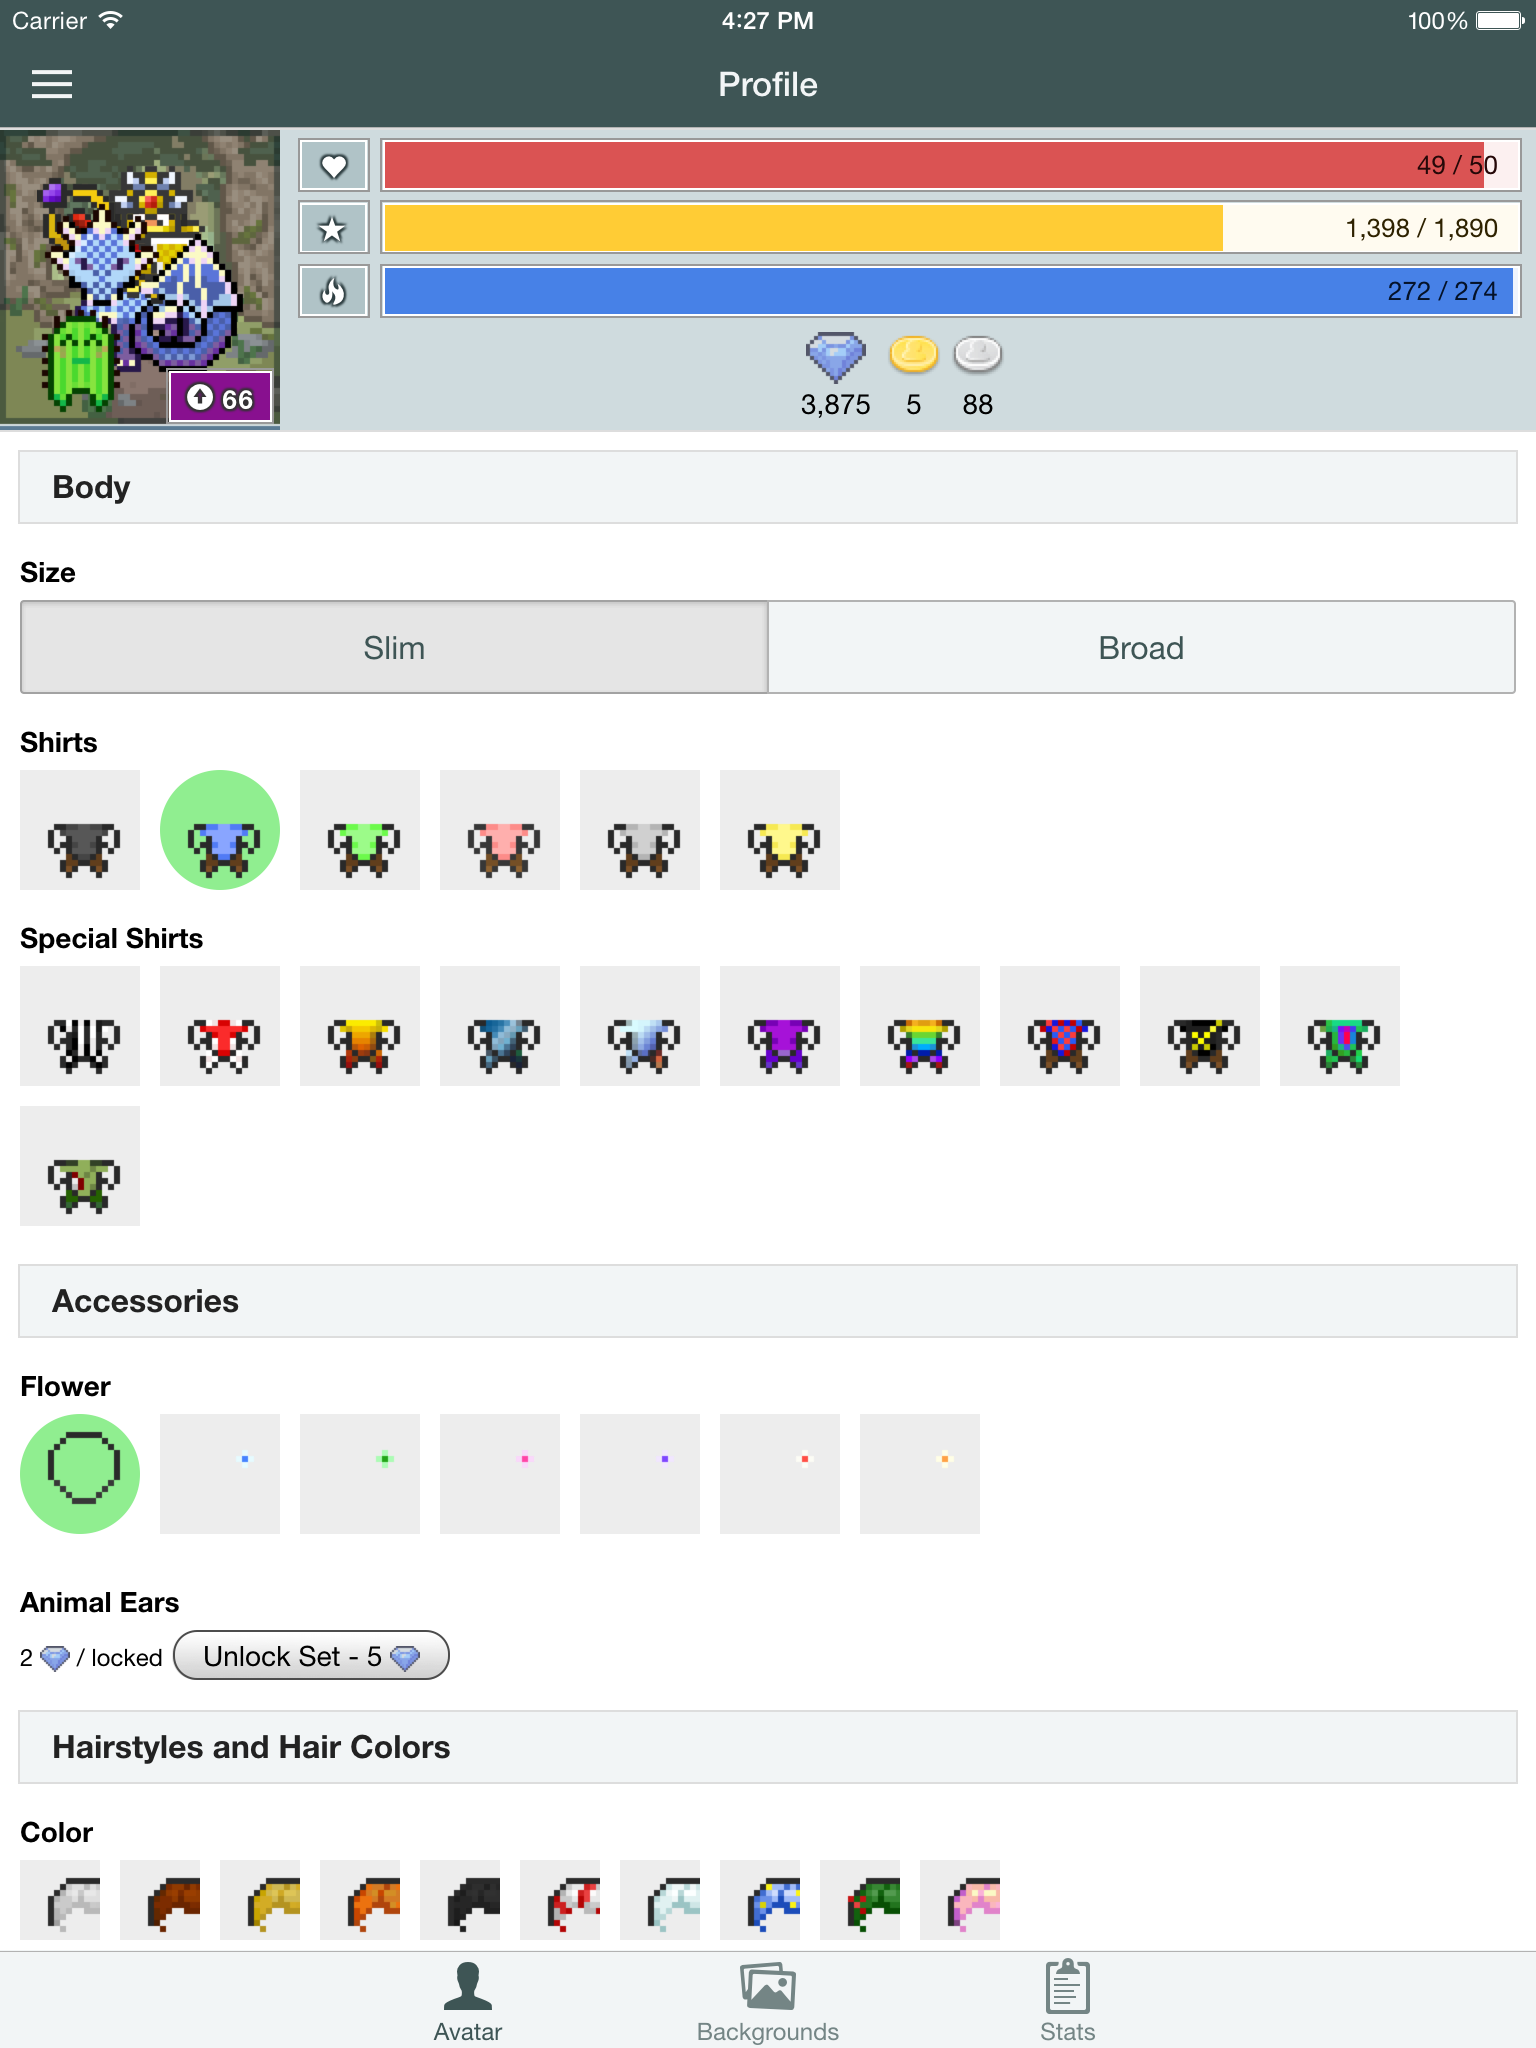 Carrier 4:27 PM 100%
Profile
49 / 50
1,398 / 1,890
272 / 274
66
3,875 5 88
Body
Size
Slim Broad
Shirts
Special Shirts
Accessories
Flower
Animal Ears
2 / locked Unlock Set - 5
Hairstyles and Hair Colors
Color
Avatar Backgrounds Stats